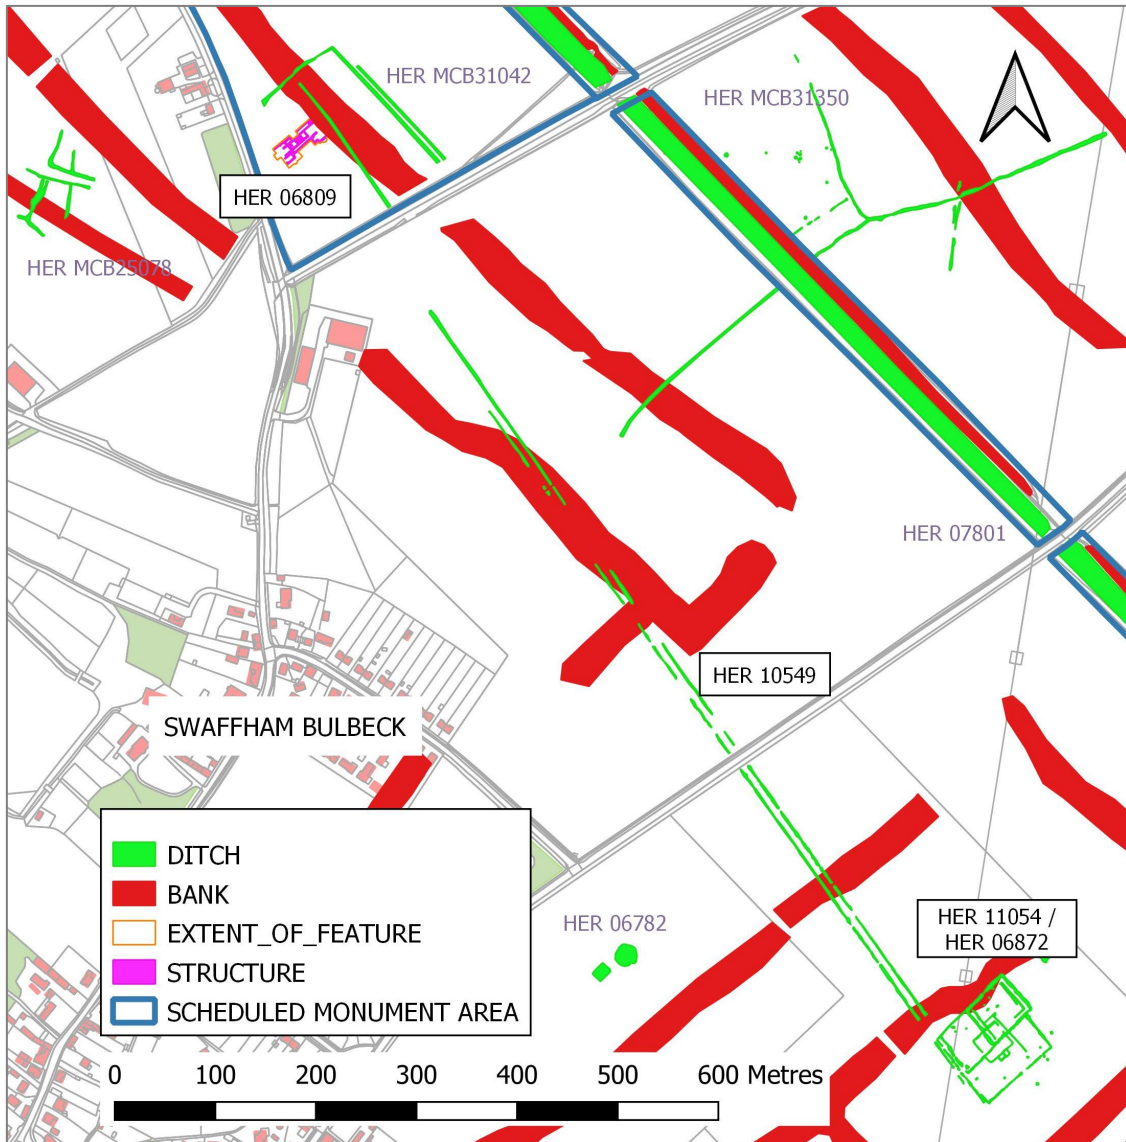 HER MCB31042
HER MCB31350
HER 06809
HER MCB25078
HER 07801
HER 10549
SWAFFHAM BULBECK
DITCH
BANK
EXTENT_OF_FEATURE
STRUCTURE
SCHEDULED MONUMENT AREA
HER 06782
HER 11054 /
HER 06872
0 100 200 300 400 500 600 Metres